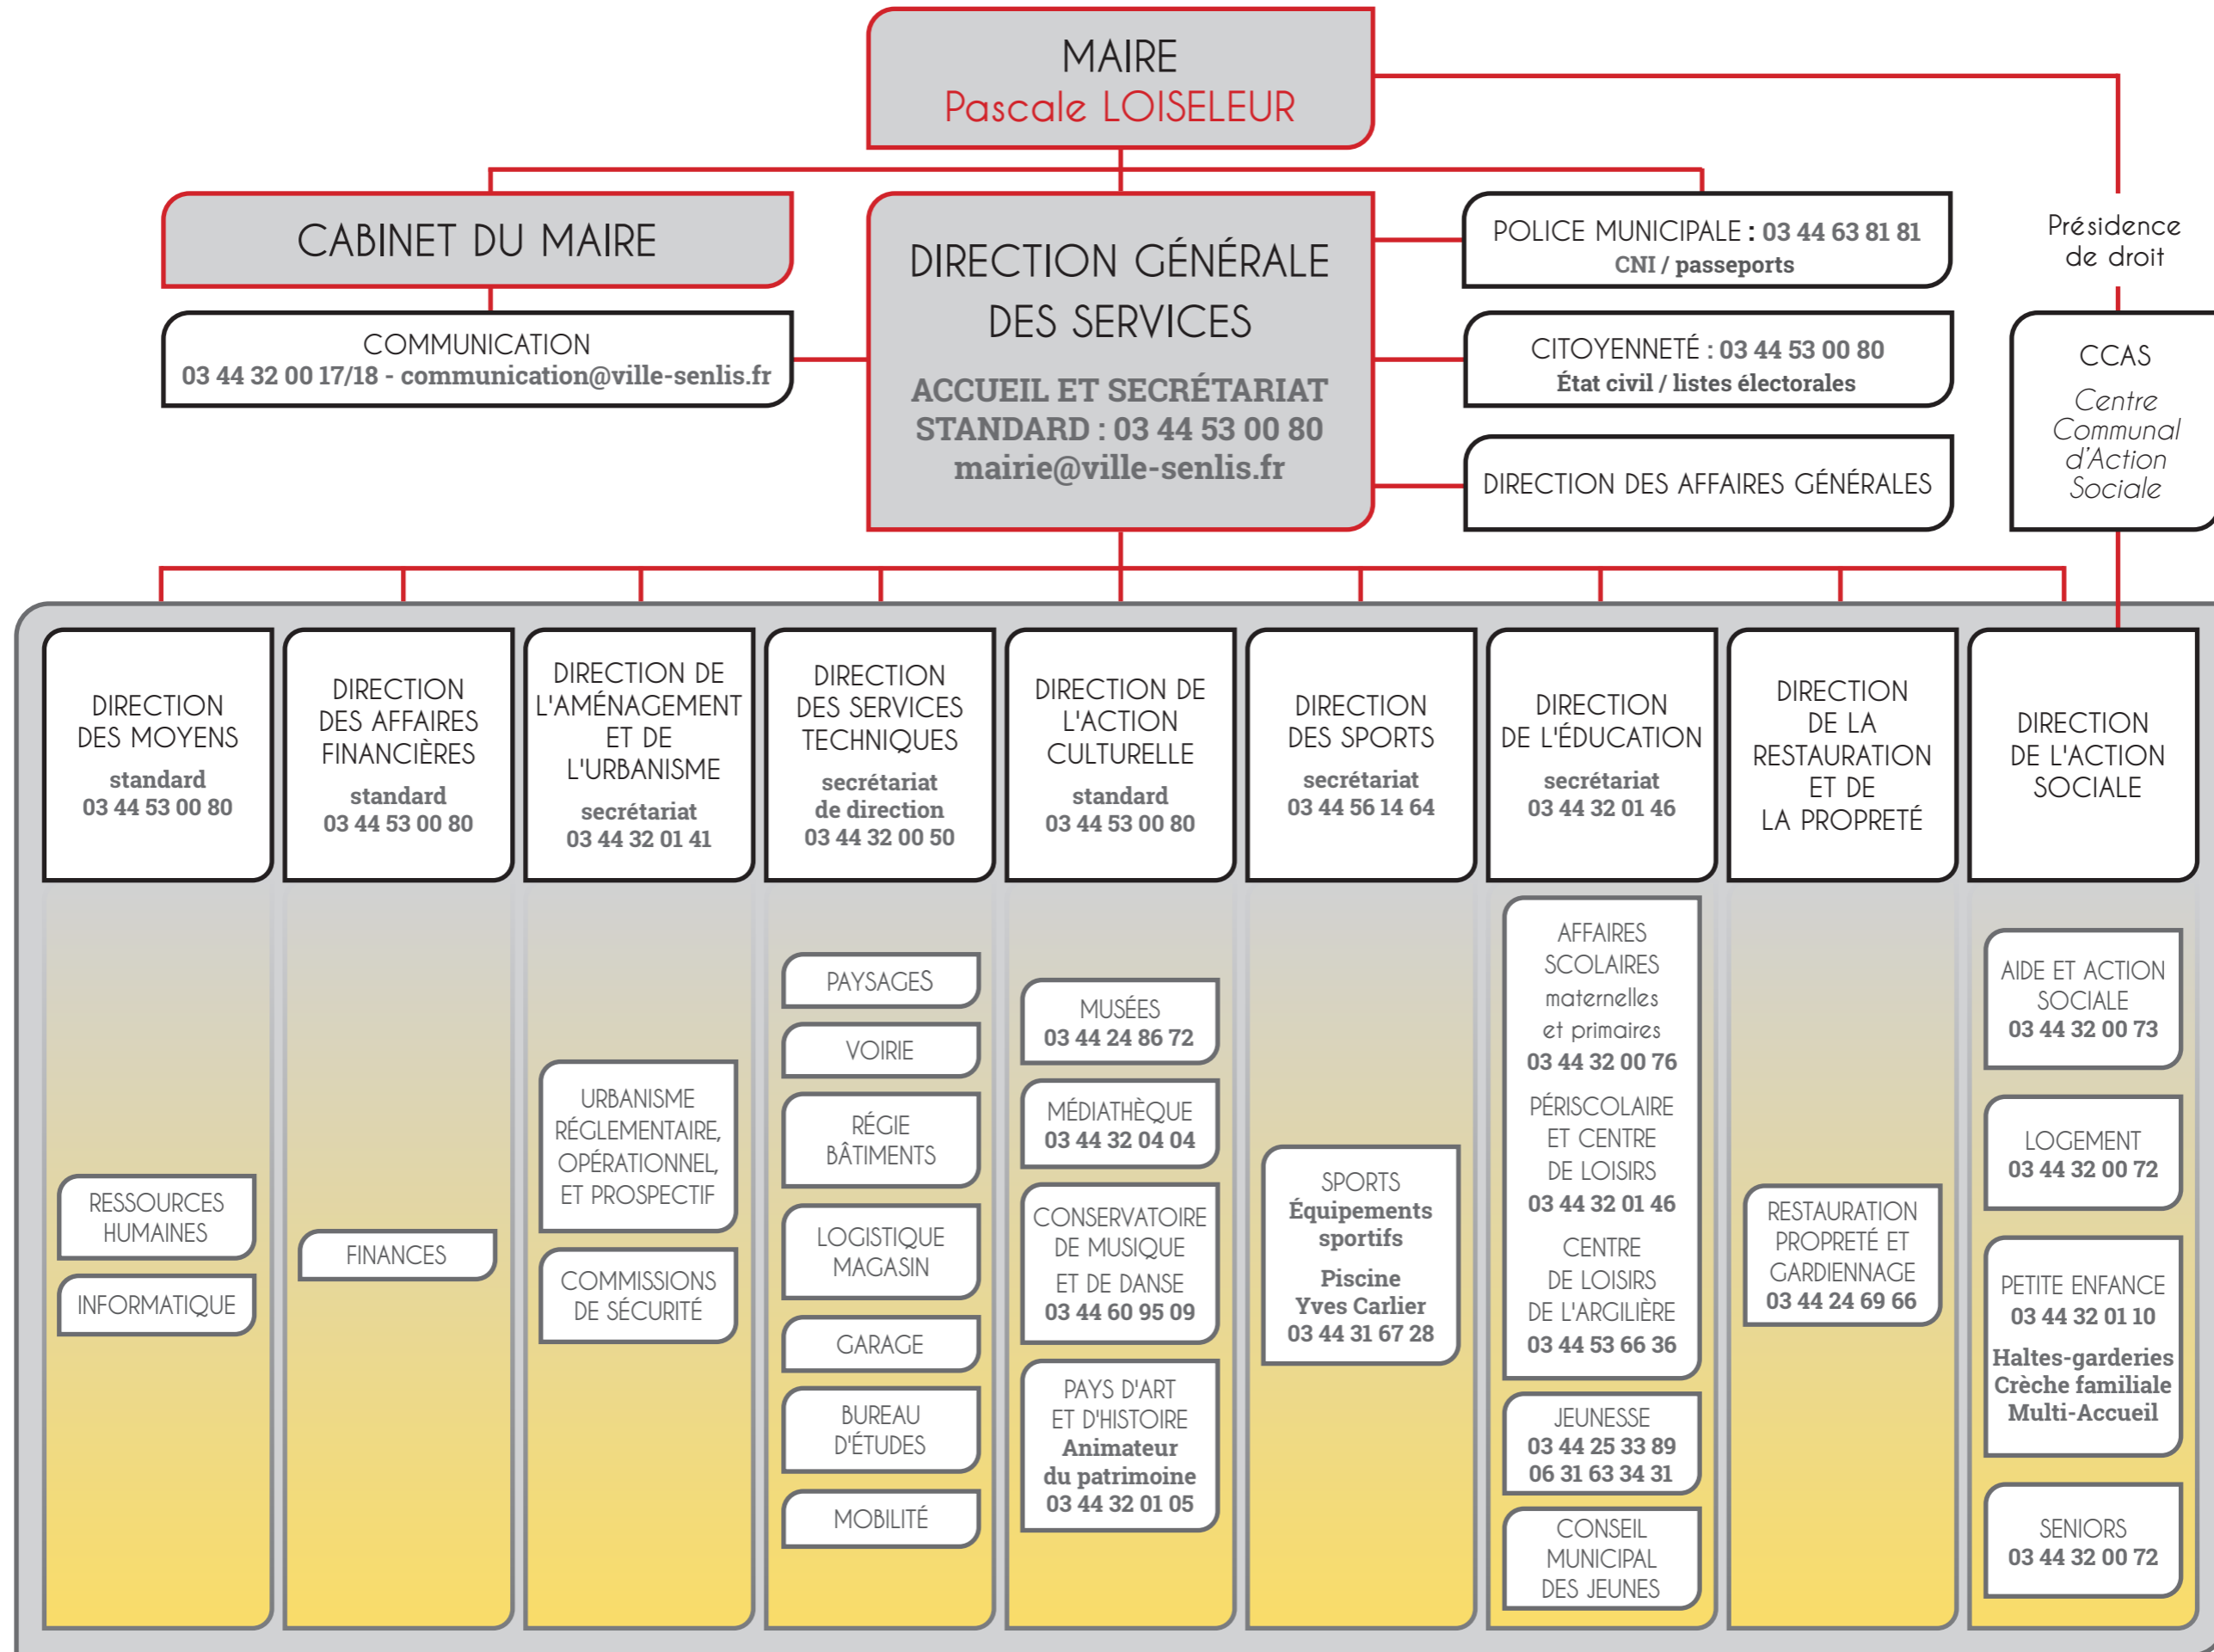 MAIRE
Pascale LOISELEUR
CABINET DU MAIRE
COMMUNICATION
03 44 32 00 17/18 - communication@ville-senlis.fr
DIRECTION GÉNÉRALE
DES SERVICES
ACCUEIL ET SECRÉTARIAT
STANDARD : 03 44 53 00 80
mairie@ville-senlis.fr
POLICE MUNICIPALE : 03 44 63 81 81
CNI / passeports
CITOYENNETÉ : 03 44 53 00 80
État civil / listes électorales
DIRECTION DES AFFAIRES GÉNÉRALES
Présidence
de droit
CCAS
Centre
Communal
d'Action
Sociale
DIRECTION
DES MOYENS
standard
03 44 53 00 80
RESSOURCES
HUMAINES
INFORMATIQUE
DIRECTION
DES AFFAIRES
FINANCIÈRES
standard
03 44 53 00 80
FINANCES
DIRECTION DE
L'AMÉNAGEMENT
ET DE
L'URBANISME
secrétariat
03 44 32 01 41
URBANISME
RÉGLEMENTAIRE,
OPÉRATIONNEL,
ET PROSPECTIF
COMMISSIONS
DE SÉCURITÉ
DIRECTION
DES SERVICES
TECHNIQUES
secrétariat
de direction
03 44 32 00 50
PAYSAGES
VOIRIE
RÉGIE
BÂTIMENTS
LOGISTIQUE
MAGASIN
GARAGE
BUREAU
D'ÉTUDES
MOBILITÉ
DIRECTION DE
L'ACTION
CULTURELLE
standard
03 44 53 00 80
MUSÉES
03 44 24 86 72
MÉDIATHÈQUE
03 44 32 04 04
CONSERVATOIRE
DE MUSIQUE
ET DE DANSE
03 44 60 95 09
PAYS D'ART
ET D'HISTOIRE
Animateur
du patrimoine
03 44 32 01 05
DIRECTION
DES SPORTS
secrétariat
03 44 56 14 64
SPORTS
Équipements
sportifs
Piscine
Yves Carlier
03 44 31 67 28
DIRECTION
DE L'ÉDUCATION
secrétariat
03 44 32 01 46
AFFAIRES
SCOLAIRES
maternelles
et primaires
03 44 32 00 76
PÉRISCOLAIRE
ET CENTRE
DE LOISIRS
03 44 32 01 46
CENTRE
DE LOISIRS
DE L'ARGILIÈRE
03 44 53 66 36
JEUNESSE
03 44 25 33 89
06 31 63 34 31
CONSEIL
MUNICIPAL
DES JEUNES
DIRECTION
DE LA
RESTAURATION
ET DE
LA PROPRETÉ
RESTAURATION
PROPRETÉ ET
GARDIENNAGE
03 44 24 69 66
DIRECTION
DE L'ACTION
SOCIALE
AIDE ET ACTION
SOCIALE
03 44 32 00 73
LOGEMENT
03 44 32 00 72
PETITE ENFANCE
03 44 32 01 10
Haltes-garderies
Crèche familiale
Multi-Accueil
SENIORS
03 44 32 00 72